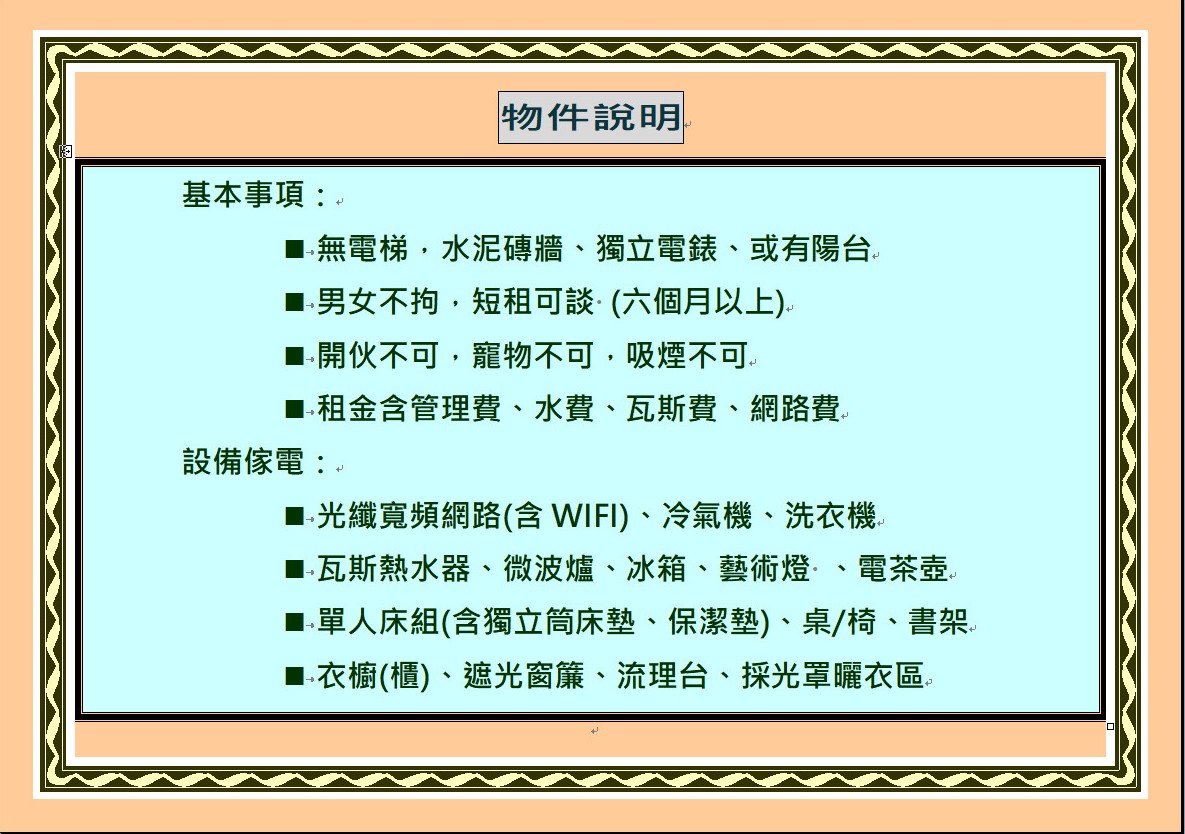 物件說明
基本事項：
■無電梯，水泥磚牆、獨立電錶、或有陽台
■男女不拘，短租可談 (六個月以上)
■開伙不可，寵物不可，吸煙不可
■租金含管理費、水費、瓦斯費、網路費
設備傢電：
■光纖寬頻網路(含 WIFI)、冷氣機、洗衣機
■瓦斯熱水器、微波爐、冰箱、藝術燈 、電茶壺
■單人床組(含獨立筒床墊、保潔墊)、桌/椅、書架
■衣櫥(櫃)、遮光窗簾、流理台、採光罩曬衣區